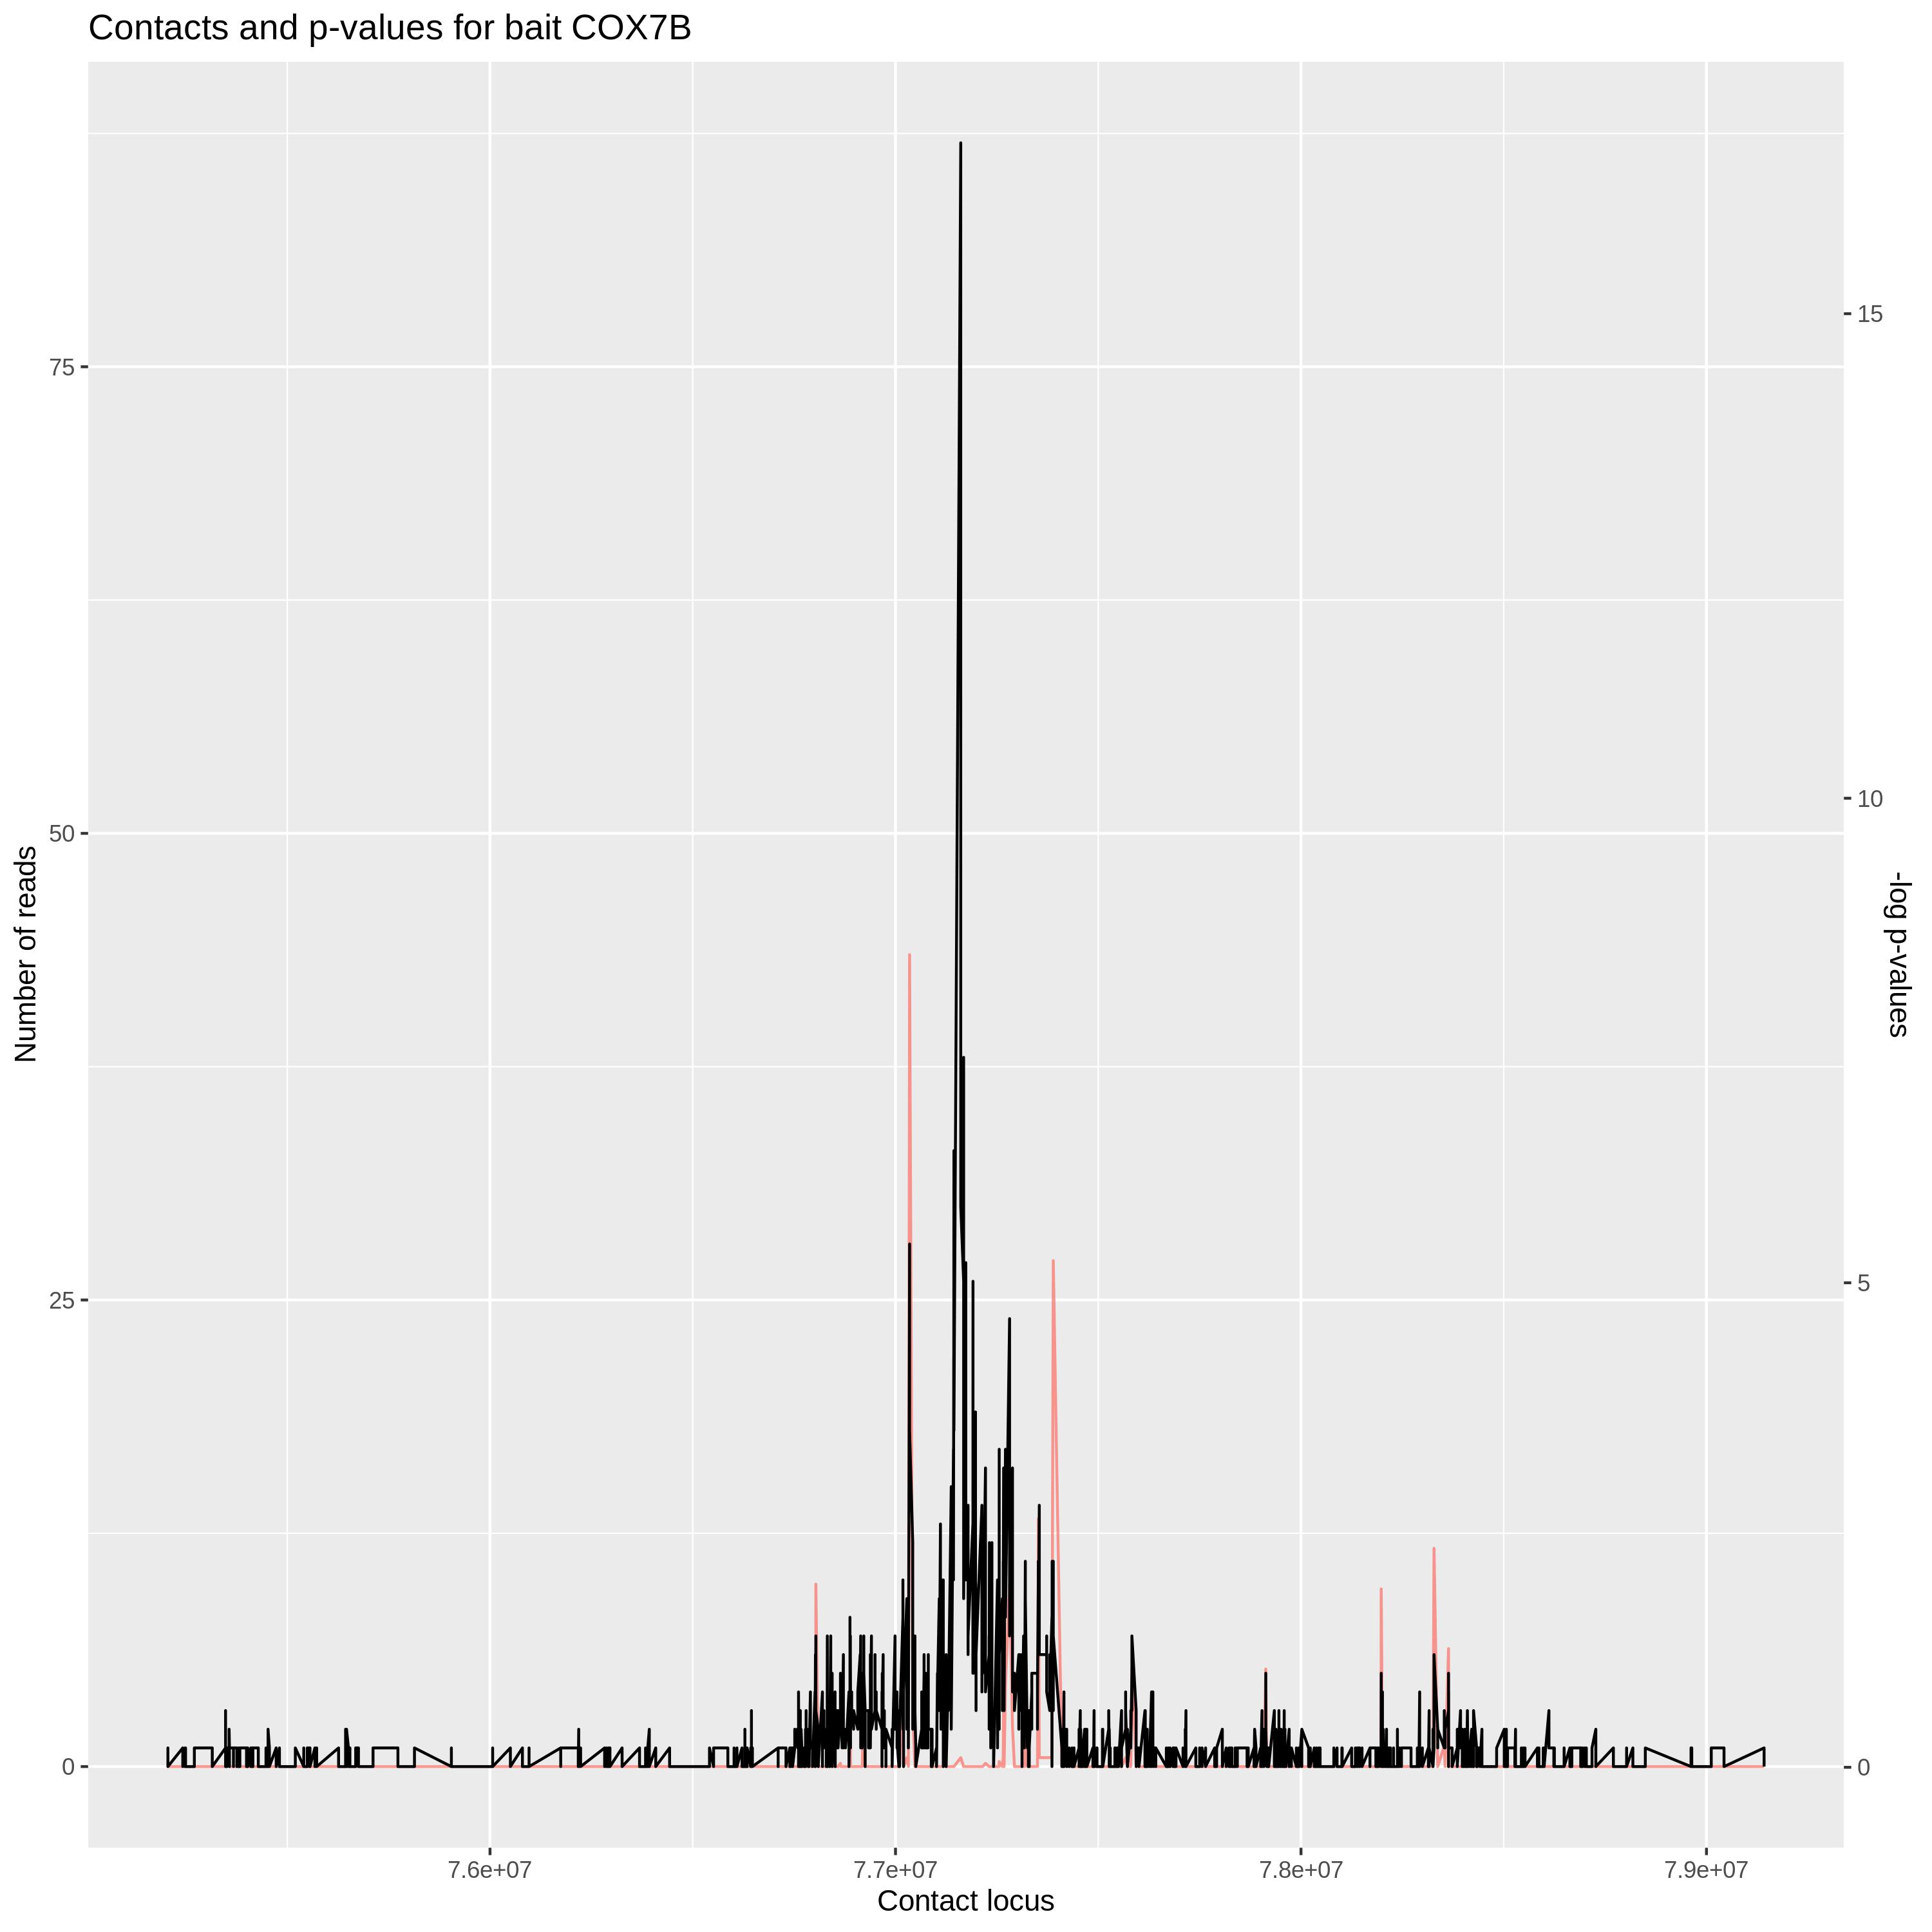 Contacts and p-values for bait COX7B
75
50
25
0
Number of reads
15
10
5
0
-log p-values
7.6e+07 7.7e+07 7.8e+07 7.9e+07
Contact locus